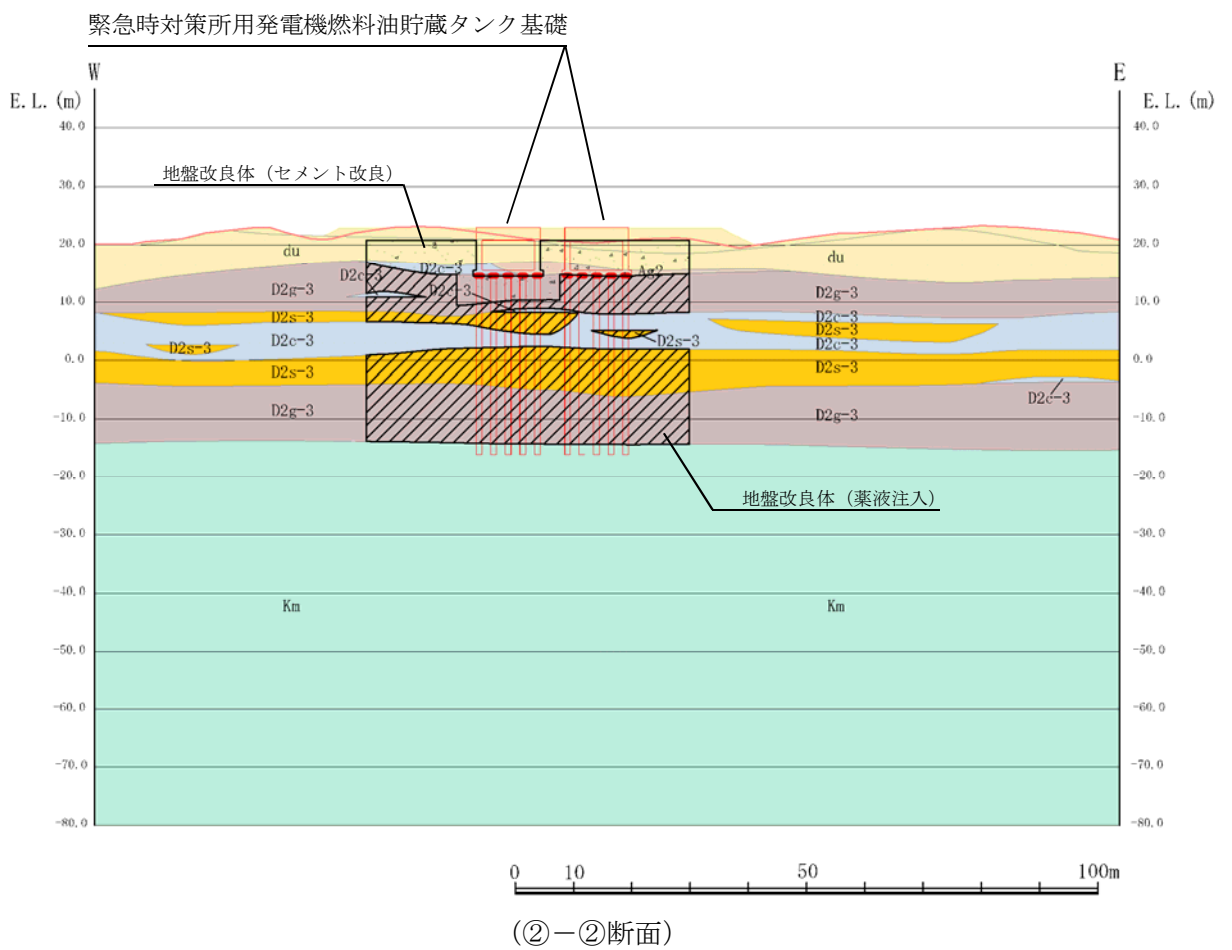 緊急時対策所用発電機燃料油貯蔵タンク基礎
W
E
E.L.(m)
E.L.(m)
40.0
40.0
30.0
30.0
地盤改良体（セメント改良）
20.0
20.0
du
du
D2c-3
D2c-3
Ag2
D2g-3
D2c-3
D2g-3
10.0
10.0
D2s-3
D2c-3
D2s-3
D2s-3
D2c-3
D2s-3
D2c-3
0.0
0.0
D2s-3
D2s-3
D2c-3
D2g-3
D2g-3
-10.0
-10.0
-20.0
-20.0
地盤改良体（薬液注入）
-30.0
-30.0
-40.0
-40.0
Km
Km
-50.0
-50.0
-60.0
-60.0
-70.0
-70.0
-80.0
-80.0
0 10 50 100m
(②－②断面)